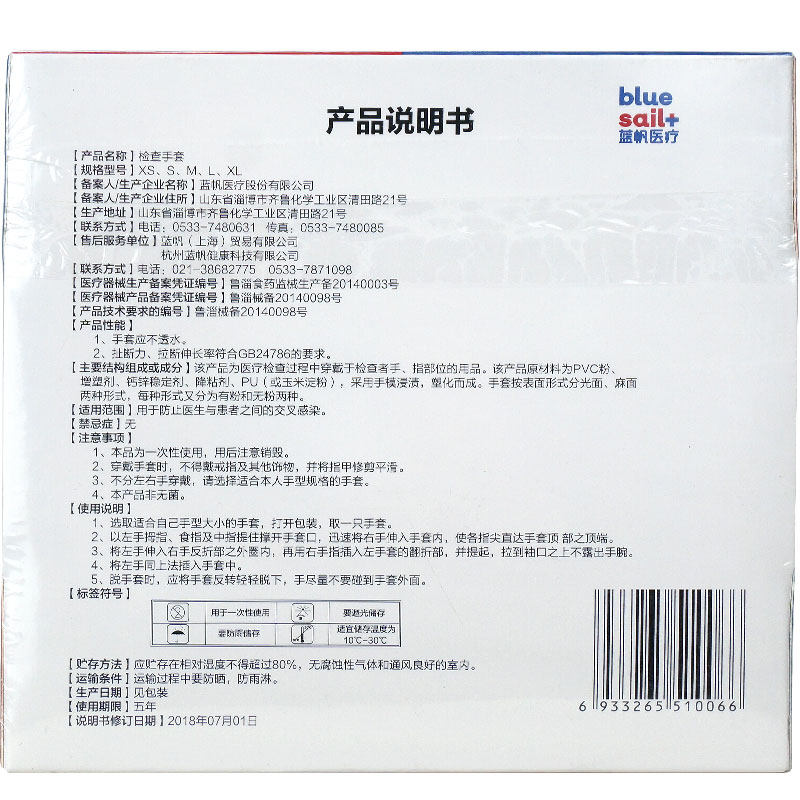 产品说明书
blue
sail+
蓝帆医疗
【产品名称】检查手套
【规格型号】XS、S、M、L、XL
【备案人/生产企业名称】蓝帆医疗股份有限公司
【备案人/生产企业住所】山东省淄博市齐鲁化学工业区清田路21号
【生产地址】山东省淄博市齐鲁化学工业区清田路21号
【联系方式】电话：0533-7480631 传真：0533-7480085
【售后服务单位】蓝帆（上海）贸易有限公司
杭州蓝帆健康科技有限公司
【联系方式】电话：021-38682775 0533-7871098
【医疗器械生产备案凭证编号】鲁淄食药监械生产备20140003号
【医疗器械产品备案凭证编号】鲁淄械备20140098号
【产品技术要求的编号】鲁淄械备20140098号
【产品性能】
1、手套应不透水。
2、扯断力、拉断伸长率符合GB24786的要求。
【主要结构组成或成分】该产品为医疗检查过程中穿戴于检查者手、指部位的用品。该产品原材料为PVC粉、
增塑剂、钙锌稳定剂、降粘剂、PU（或玉米淀粉），采用手模浸渍，塑化而成。手套按表面形式分光面、麻面
两种形式，每种形式又分为有粉和无粉两种。
【适用范围】用于防止医生与患者之间的交叉感染。
【禁忌症】无
【注意事项】
1、本品为一次性使用，用后注意销毁。
2、穿戴手套时，不得戴戒指及其他饰物，并将指甲修剪平滑。
3、不分左右手穿戴，请选择适合本人手型规格的手套。
4、本产品非无菌。
【使用说明】
1、选取适合自己手型大小的手套，打开包装，取一只手套。
2、以左手拇指、食指及中指提住撑开手套口，迅速将右手伸入手套内，使各指尖直达手套顶 部之顶端。
3、将左手伸入右手反折部之外圈内，再用右手指插入左手套的翻折部，并提起，拉到袖口之上不露出手腕。
4、将左手同上法插入手套中。
5、脱手套时，应将手套反转轻轻脱下，手尽量不要碰到手套外面。
【标签符号】
用于一次性使用 要避光储存
要防雨储存 适宜储存温度为
10℃-30℃
【贮存方法】应贮存在相对湿度不得超过80%，无腐蚀性气体和通风良好的室内。
【运输条件】运输过程中要防晒，防雨淋。
【生产日期】见包装
【使用期限】五年
【说明书修订日期】2018年07月01日
6 933265 510066